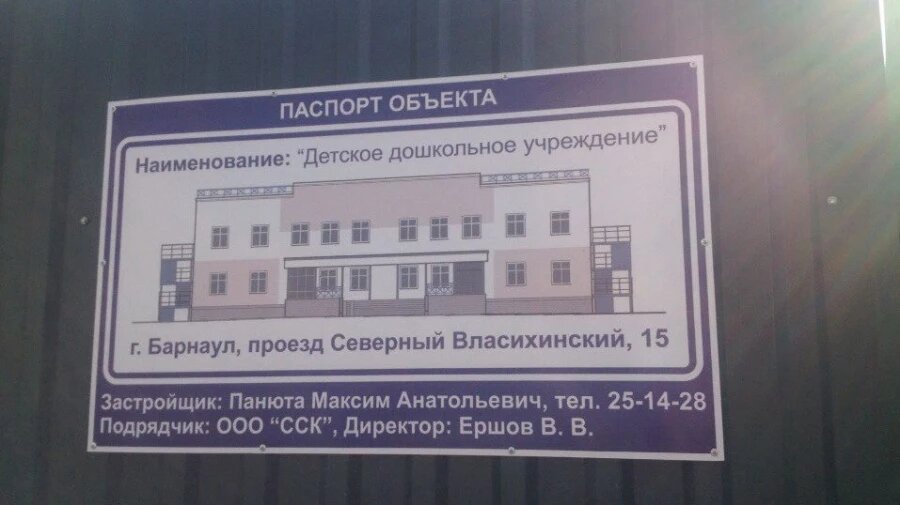 ПАСПОРТ ОБЪЕКТА
Наименование: "Детское дошкольное учреждение"
г. Барнаул, проезд Северный Власихинский, 15
Застройщик: Панюта Максим Анатольевич, тел. 25-14-28
Подрядчик: ООО "ССК", Директор: Ершов В. В.